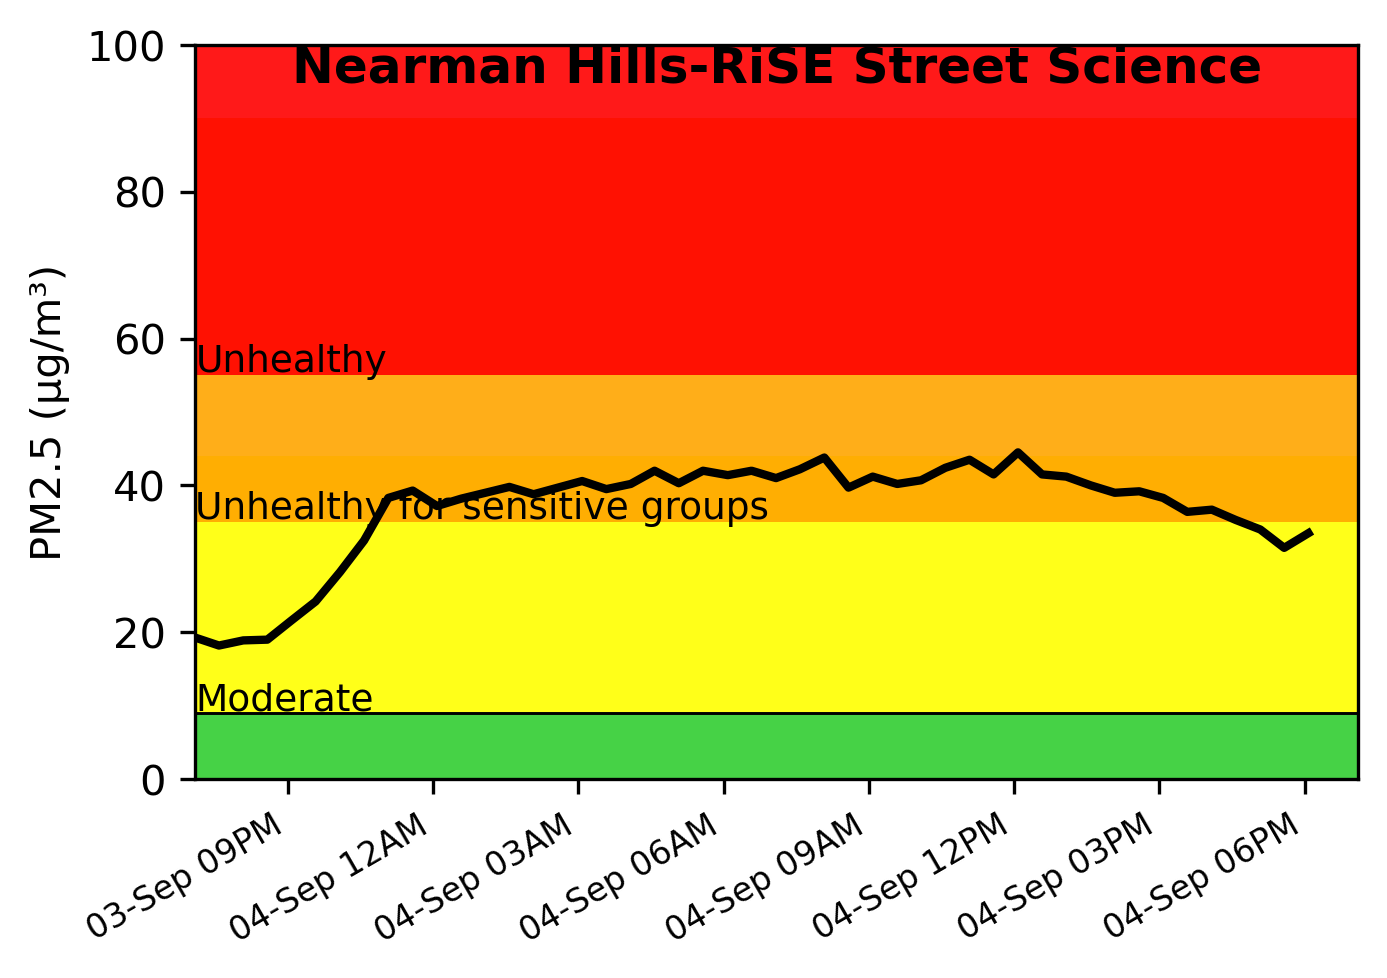 Nearman Hills-RiSE Street Science
100
80
60
40
20
0
PM2.5 (µg/m³)
Unhealthy
Unhealthy for sensitive groups
Moderate
03-Sep 09PM
04-Sep 12AM
04-Sep 03AM
04-Sep 06AM
04-Sep 09AM
04-Sep 12PM
04-Sep 03PM
04-Sep 06PM